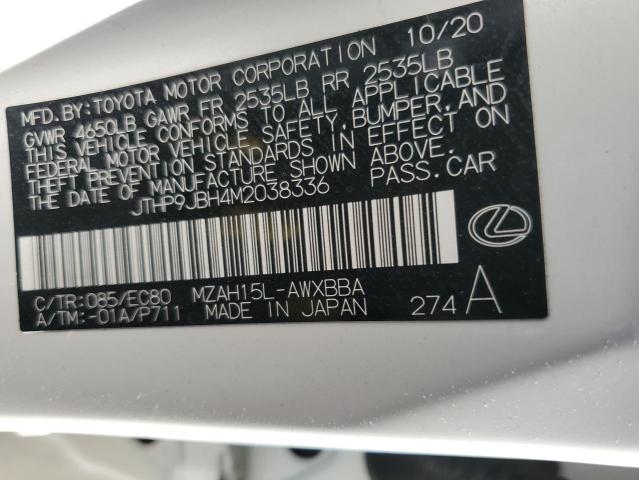 MFD.BY:TOYOTA MOTOR CORPORATION 10/20
GVWR 4650LB GAWR FR 2535LB RR 2535LB
THIS VEHICLE CONFORMS TO ALL APPLICABLE
FEDERAL MOTOR VEHICLE SAFETY,BUMPER,AND
THEFT PREVENTION STANDARDS IN EFFECT ON
THE DATE OF MANUFACTURE SHOWN ABOVE.
JTHP9JBH4M2038336 PASS.CAR
C/TR:085/EC80 MZAH15L-AWXBBA
A/TM:-01A/P711 MADE IN JAPAN 274 A